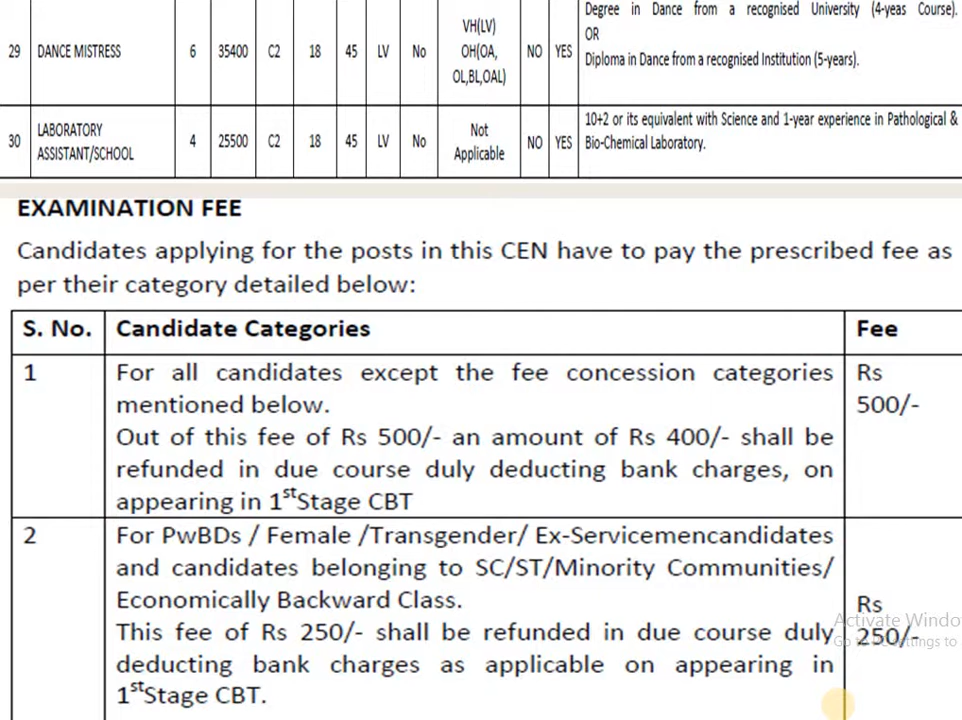 Degree in Dance from a recognised University (4-yeas Course).
OR
Diploma in Dance from a recognised Institution (5-years).
29 DANCE MISTRESS 6 35400 C2 18 45 LV No VH(LV) OH(OA, OL,BL,OAL) NO YES
10+2 or its equivalent with Science and 1-year experience in Pathological &
Bio-Chemical Laboratory.
30 LABORATORY ASSISTANT/SCHOOL 4 25500 C2 18 45 LV No Not Applicable NO YES
EXAMINATION FEE
Candidates applying for the posts in this CEN have to pay the prescribed fee as
per their category detailed below:
S. No. Candidate Categories Fee
1 For all candidates except the fee concession categories Rs
mentioned below. 500/-
Out of this fee of Rs 500/- an amount of Rs 400/- shall be
refunded in due course duly deducting bank charges, on
appearing in 1stStage CBT
2 For PwBDs / Female /Transgender/ Ex-Servicemencandidates
and candidates belonging to SC/ST/Minority Communities/
Economically Backward Class. Rs
This fee of Rs 250/- shall be refunded in due course duly 250/-
deducting bank charges as applicable on appearing in
1stStage CBT.
Activate Windo
Go to PC settings to